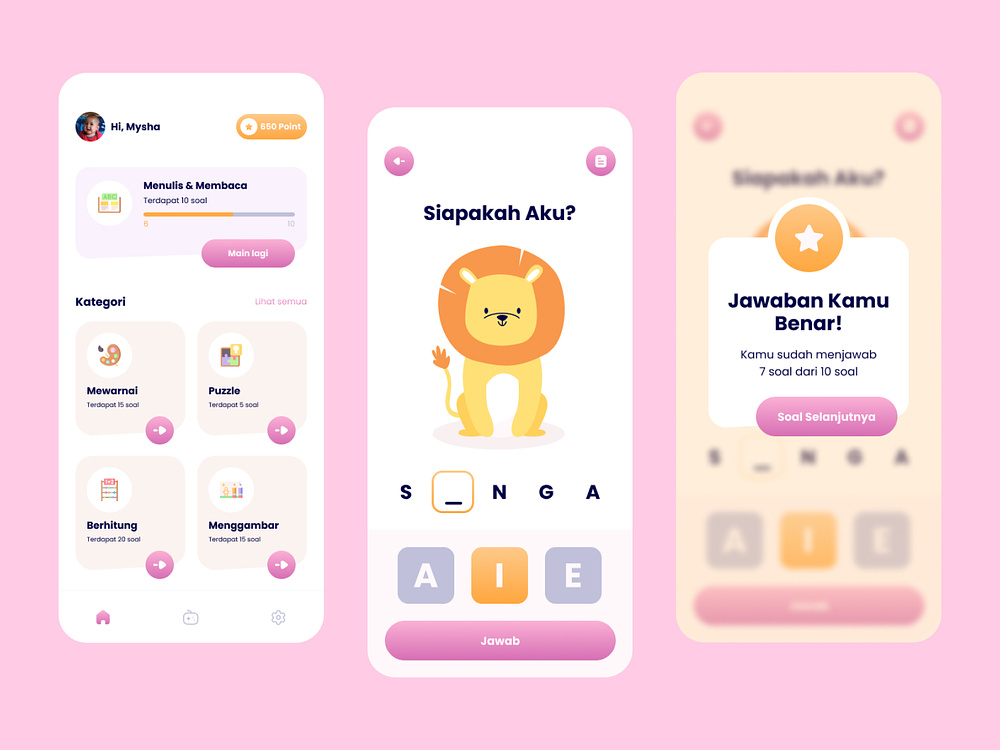 Hi, Mysha
650 Point
Menulis & Membaca
Terdapat 10 soal
6
10
Main lagi
Kategori
Lihat semua
Mewarnai
Terdapat 15 soal
Puzzle
Terdapat 5 soal
Berhitung
Terdapat 20 soal
Menggambar
Terdapat 15 soal
Siapakah Aku?
S _ N G A
A I E
Jawab
Siapakah Aku?
Jawaban Kamu
Benar!
Kamu sudah menjawab
7 soal dari 10 soal
Soal Selanjutnya
S _ N G A
A I E